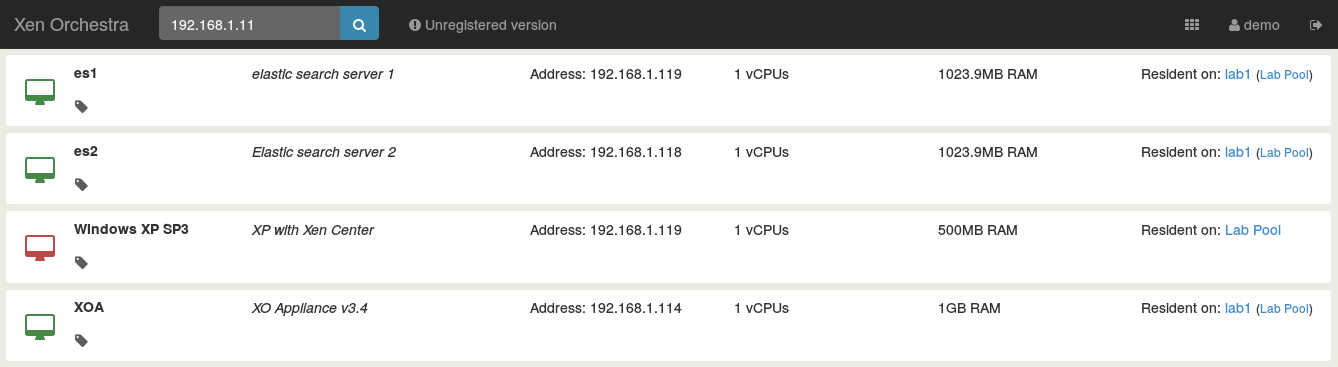 Xen Orchestra 192.168.1.11 Unregistered version demo
es1 elastic search server 1 Address: 192.168.1.119 1 vCPUs 1023.9MB RAM Resident on: lab1 (Lab Pool)
es2 Elastic search server 2 Address: 192.168.1.118 1 vCPUs 1023.9MB RAM Resident on: lab1 (Lab Pool)
Windows XP SP3 XP with Xen Center Address: 192.168.1.119 1 vCPUs 500MB RAM Resident on: Lab Pool
XOA XO Appliance v3.4 Address: 192.168.1.114 1 vCPUs 1GB RAM Resident on: lab1 (Lab Pool)